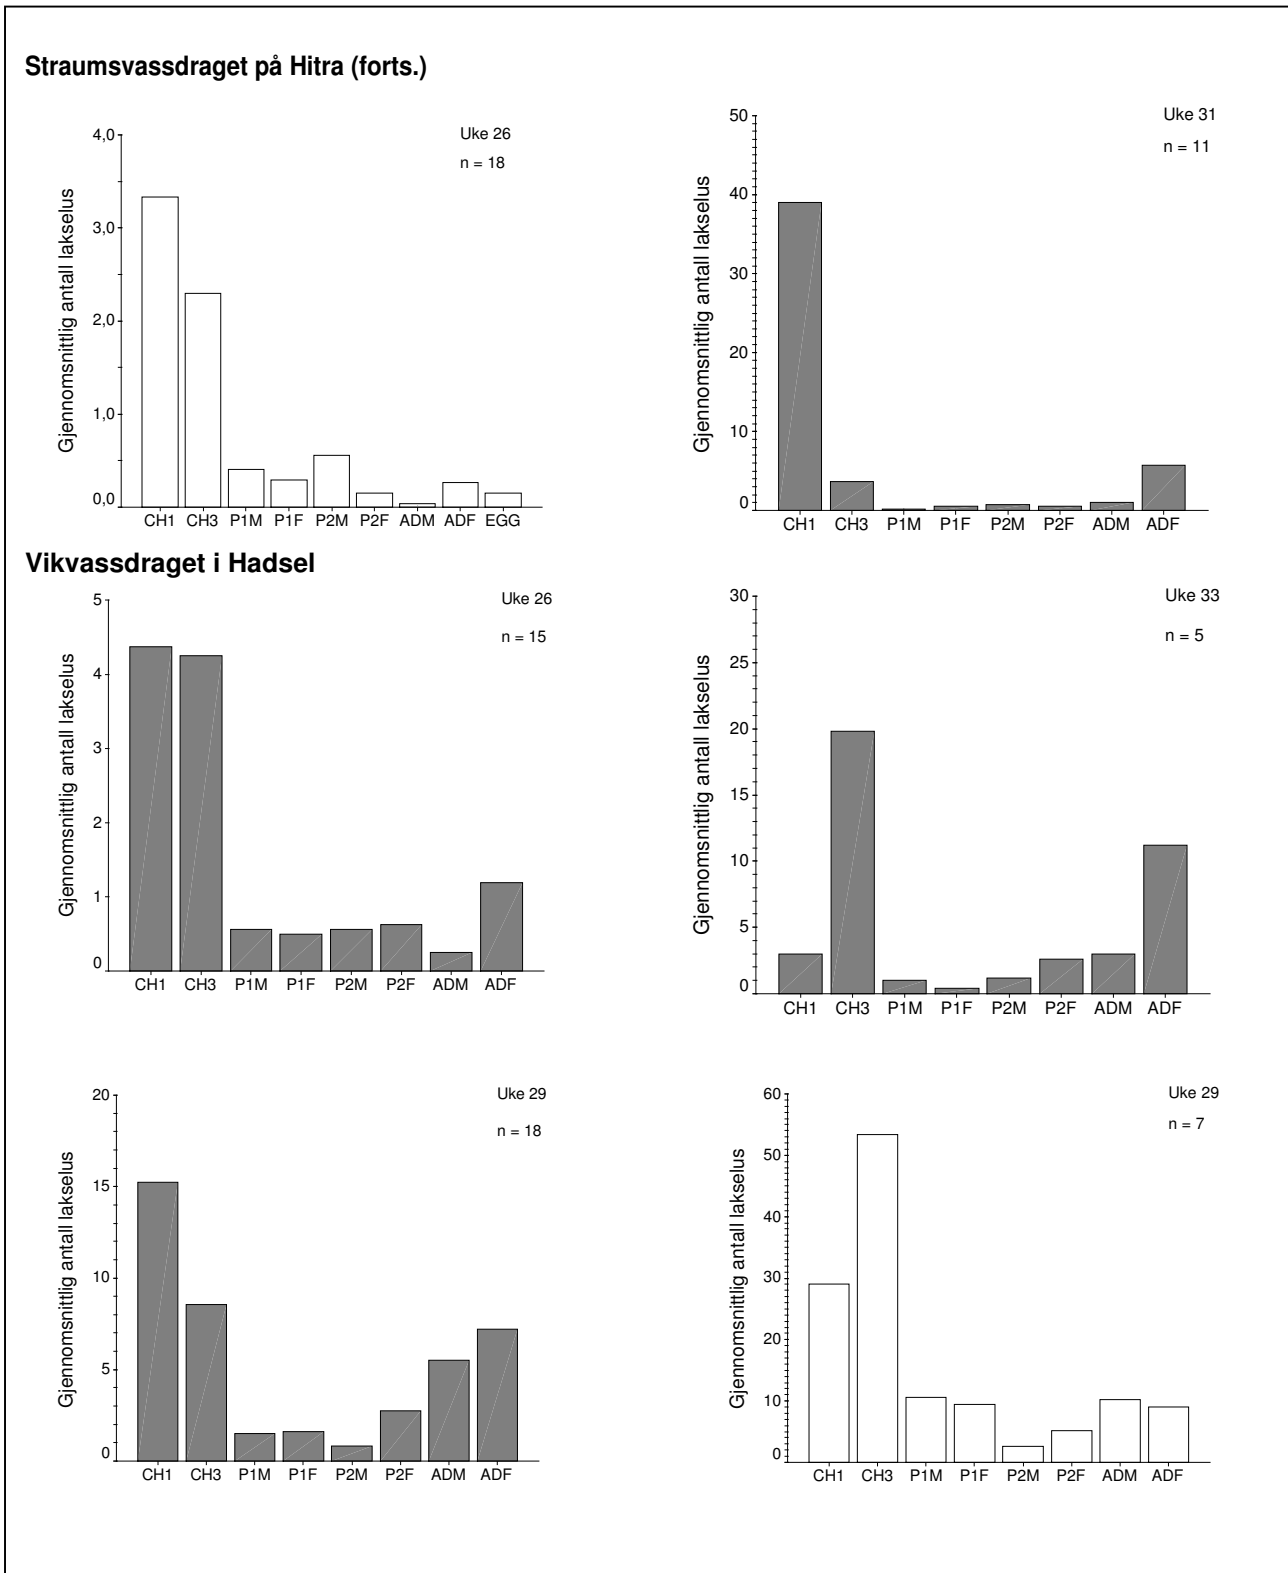 Straumsvassdraget på Hitra (forts.)
Uke 26
n = 18
Gjennomsnittlig antall lakselus
4,0
3,0
2,0
1,0
0,0
CH1 CH3 P1M P1F P2M P2F ADM ADF EGG
Uke 31
n = 11
Gjennomsnittlig antall lakselus
50
40
30
20
10
0
CH1 CH3 P1M P1F P2M P2F ADM ADF
Vikvassdraget i Hadsel
Uke 26
n = 15
Gjennomsnittlig antall lakselus
5
4
3
2
1
0
CH1 CH3 P1M P1F P2M P2F ADM ADF
Uke 33
n = 5
Gjennomsnittlig antall lakselus
30
25
20
15
10
5
0
CH1 CH3 P1M P1F P2M P2F ADM ADF
Uke 29
n = 18
Gjennomsnittlig antall lakselus
20
15
10
5
0
CH1 CH3 P1M P1F P2M P2F ADM ADF
Uke 29
n = 7
Gjennomsnittlig antall lakselus
60
50
40
30
20
10
0
CH1 CH3 P1M P1F P2M P2F ADM ADF